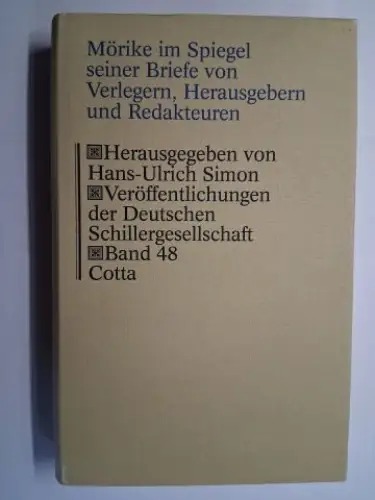 Mörike im Spiegel
seiner Briefe von
Verlegern, Herausgebern
und Redakteuren
Herausgegeben von
Hans-Ulrich Simon
Veröffentlichungen
der Deutschen
Schillergesellschaft
Band 48
Cotta